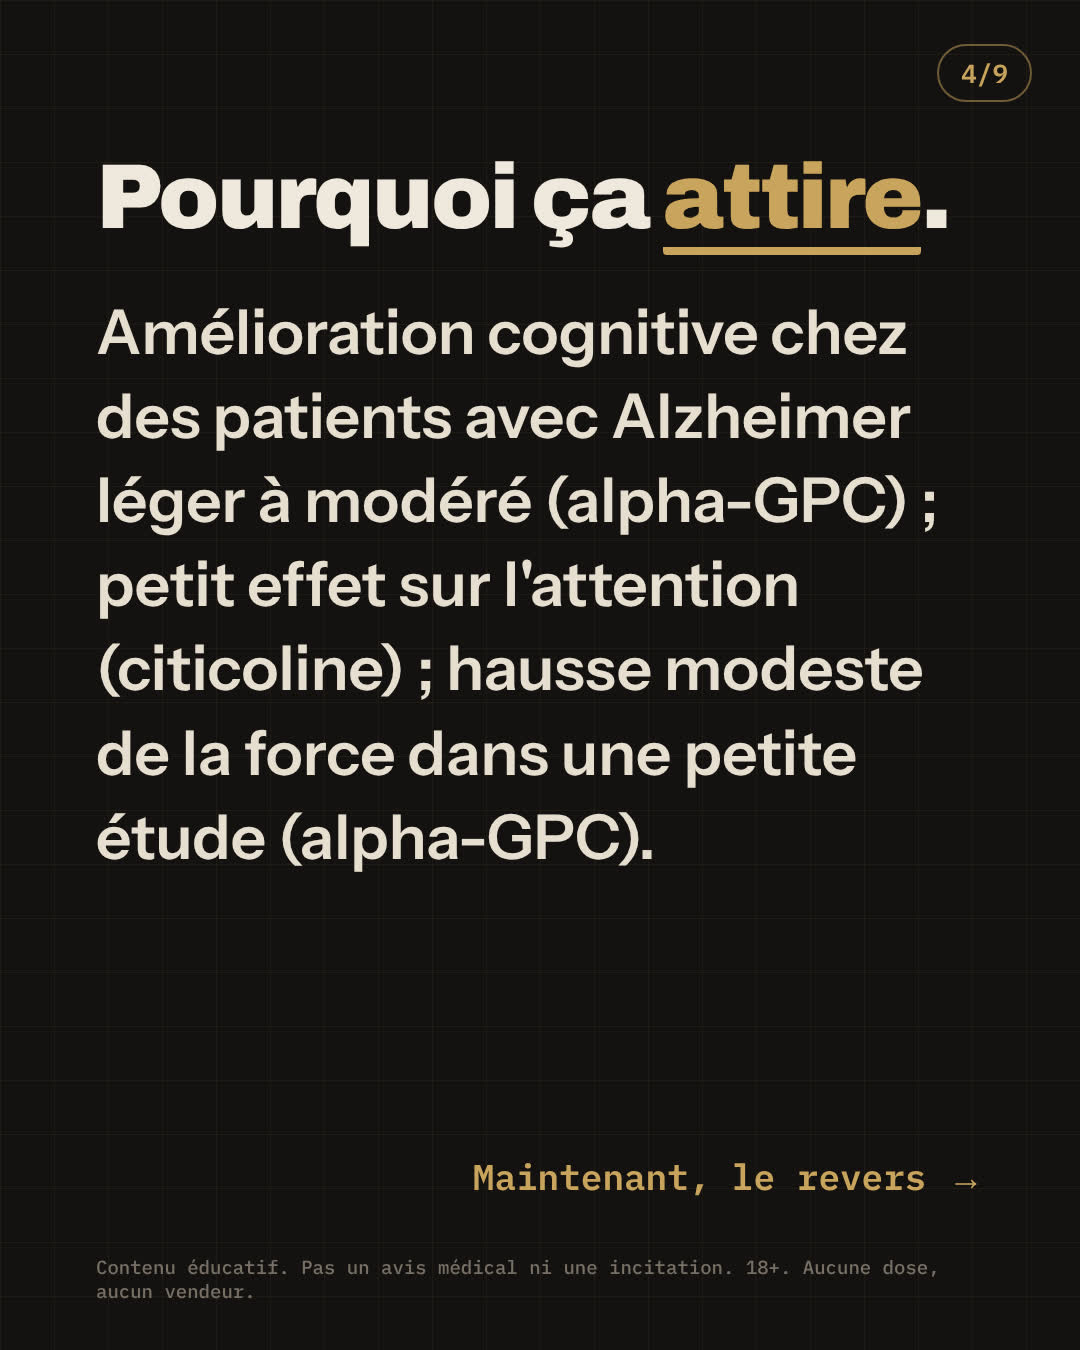 4/9
Pourquoi ça attire.
Amélioration cognitive chez
des patients avec Alzheimer
léger à modéré (alpha-GPC) ;
petit effet sur l'attention
(citicoline) ; hausse modeste
de la force dans une petite
étude (alpha-GPC).
Maintenant, le revers →
Contenu éducatif. Pas un avis médical ni une incitation. 18+. Aucune dose,
aucun vendeur.